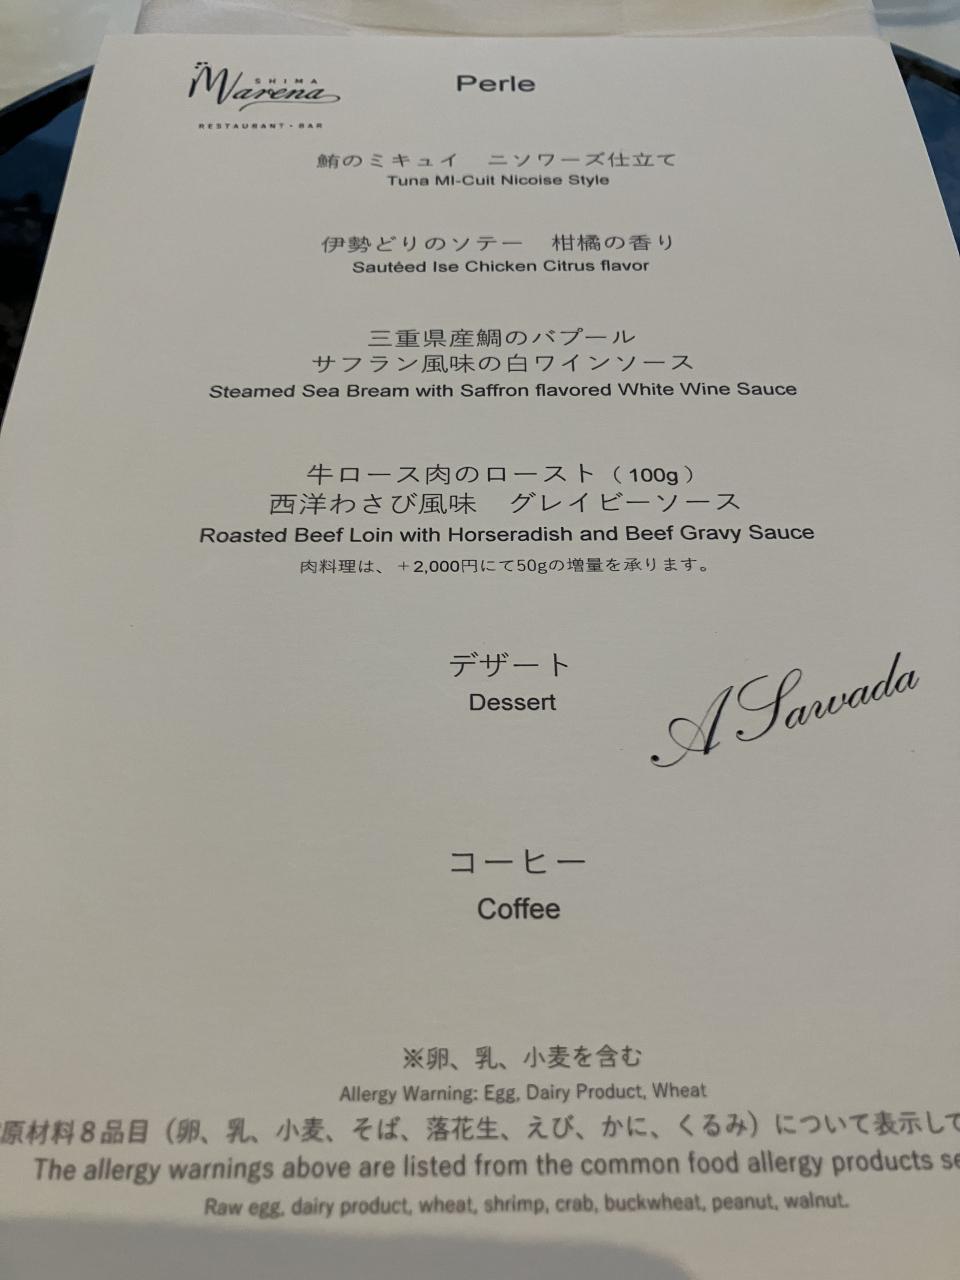 SHIMA
Marena
RESTAURANT・BAR
Perle
鮪のミキュイ　ニソワーズ仕立て
Tuna MI-Cuit Nicoise Style
伊勢どりのソテー　柑橘の香り
Sautéed Ise Chicken Citrus flavor
三重県産鯛のバプール
サフラン風味の白ワインソース
Steamed Sea Bream with Saffron flavored White Wine Sauce
牛ロース肉のロースト（100g）
西洋わさび風味　グレイビーソース
Roasted Beef Loin with Horseradish and Beef Gravy Sauce
肉料理は、＋2,000円にて50gの増量を承ります。
デザート
Dessert
A Sawada
コーヒー
Coffee
※卵、乳、小麦を含む
Allergy Warning: Egg, Dairy Product, Wheat
原材料８品目（卵、乳、小麦、そば、落花生、えび、かに、くるみ）について表示して
The allergy warnings above are listed from the common food allergy products se
Raw egg, dairy product, wheat, shrimp, crab, buckwheat, peanut, walnut.